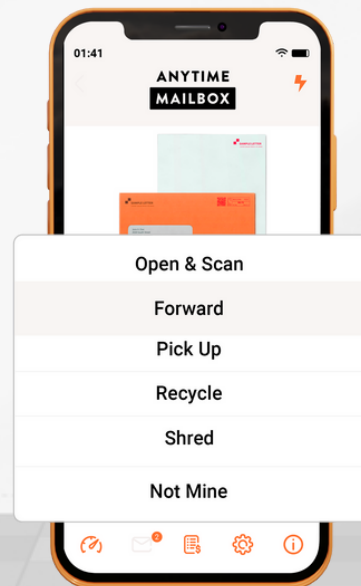 01:41
ANYTIME
MAILBOX
Open & Scan
Forward
Pick Up
Recycle
Shred
Not Mine
2